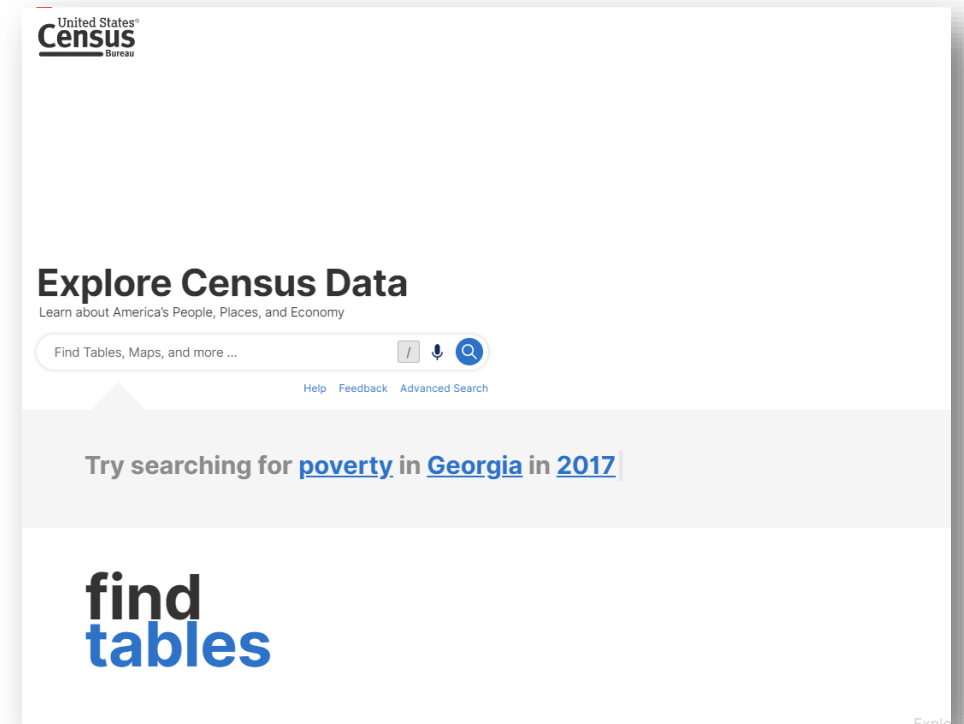 United States®
Census
Bureau
Explore Census Data
Learn about America's People, Places, and Economy
Find Tables, Maps, and more ...
/
Help Feedback Advanced Search
Try searching for poverty in Georgia in 2017
find
tables